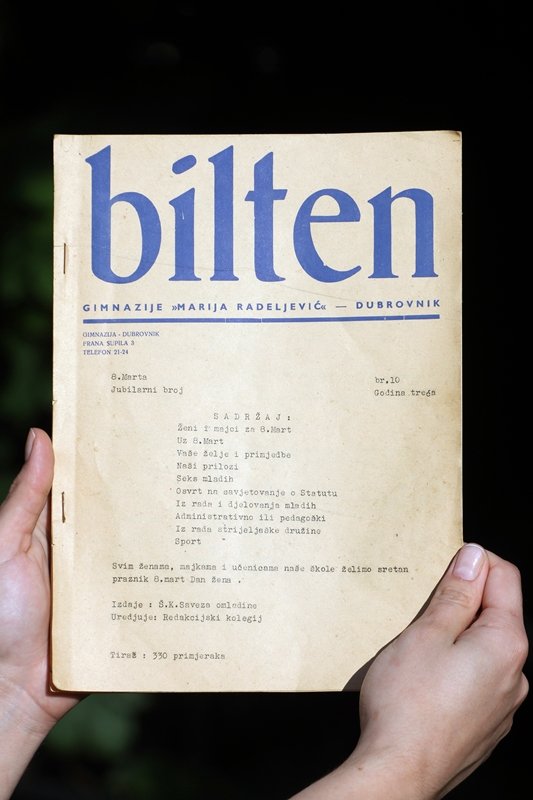 bilten
GIMNAZIJE »MARIJA RADELJEVIĆ« — DUBROVNIK
GIMNAZIJA - DUBROVNIK
FRANA SUPILA 3
TELEFON 21-24
8.Marta
br.10
Jubilarni broj
Godina treća
SADRŽAJ:
Ženi i majci za 8.Mart
Uz 8.Mart
Vaše želje i primjedbe
Naši prilozi
Seks mladih
Osvrt na savjetovanje o Statutu
Iz rada i djelovanja mladih
Administrativno ili pedagoški
Iz rada strijeljačke družine
Sport
Svim ženama, majkama i učenicama naše škole želimo sretan
praznik 8.mart Dan žena .
Izdaje : Š.K.Saveza omladine
Uredjuje: Redakcijski kolegij
Tiraž : 330 primjeraka